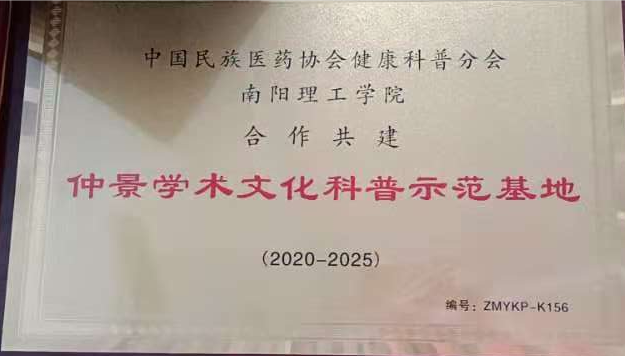 中国民族医药协会健康科普分会
南阳理工学院
合作共建
仲景学术文化科普示范基地
(2020-2025)
编号：ZMYKP-K156